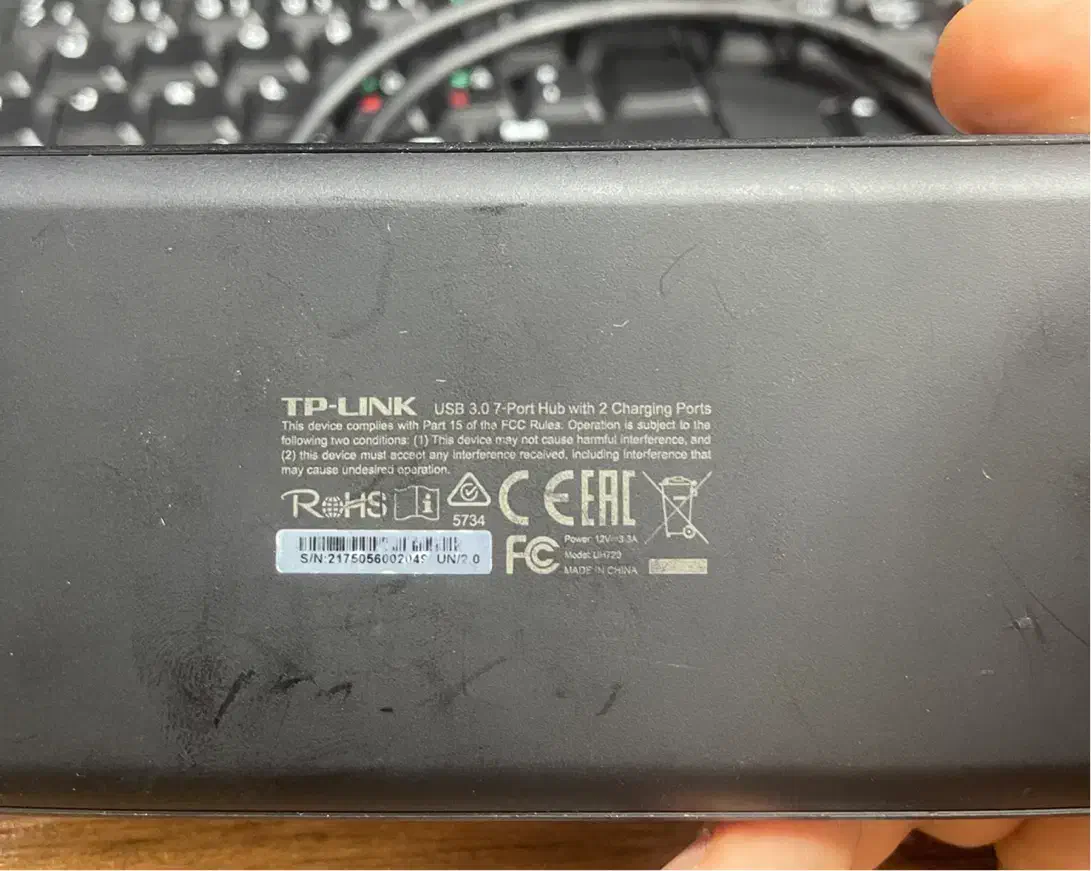 TP-LINK USB 3.0 7-Port Hub with 2 Charging Ports
This device complies with Part 15 of the FCC Rules. Operation is subject to the
following two conditions: (1) This device may not cause harmful interference, and
(2) this device must accept any interference received, including interference that
may cause undesired operation.
RoHS
5734
CE EAC
FC
Power: 12V⎓3.3A
Model: UH720
MADE IN CHINA
S/N:2175056002049 UN/2.0